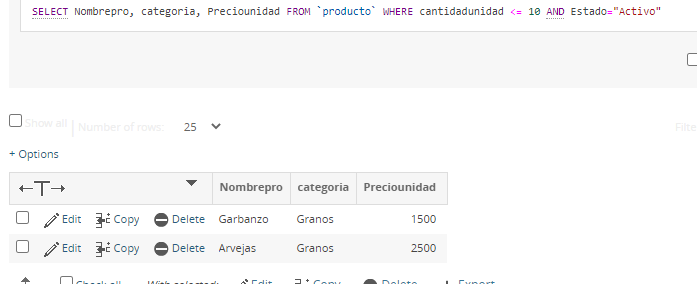 SELECT Nombrepro, categoria, Preciounidad FROM `producto` WHERE cantidadunidad <= 10 AND Estado="Activo"
Show all Number of rows: 25 Filte
+ Options
←T→ Nombrepro categoria Preciounidad
Edit Copy Delete Garbanzo Granos 1500
Edit Copy Delete Arvejas Granos 2500
Check all With selected: Edit Copy Delete Export